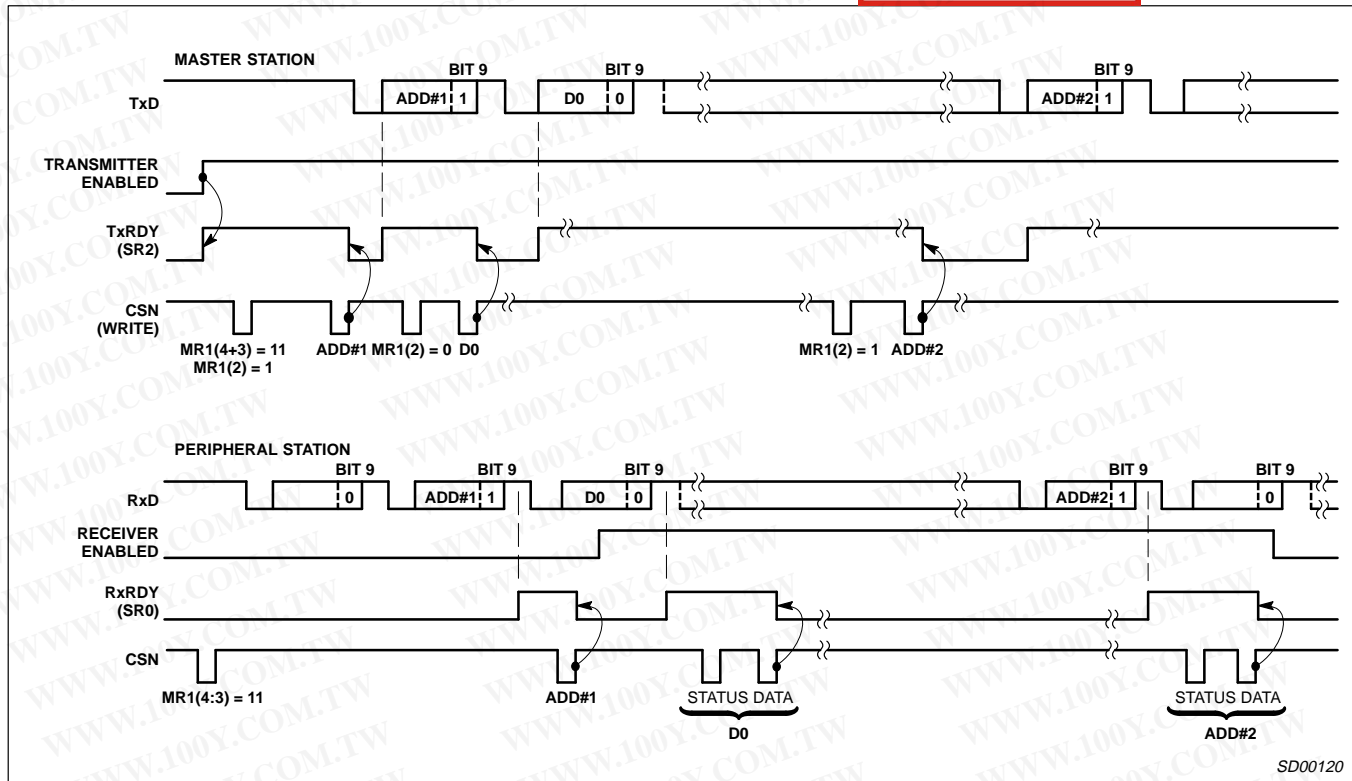 MASTER STATION
BIT 9 BIT 9 BIT 9
TxD ADD#1 1 D0 0 ADD#2 1
TRANSMITTER
ENABLED
TxRDY
(SR2)
CSN
(WRITE)
MR1(4+3) = 11 ADD#1 MR1(2) = 0 D0 MR1(2) = 1 ADD#2
MR1(2) = 1
PERIPHERAL STATION
BIT 9 BIT 9 BIT 9 BIT 9 BIT 9
RxD 0 ADD#1 1 D0 0 ADD#2 1 0
RECEIVER
ENABLED
RxRDY
(SR0)
CSN
MR1(4:3) = 11 ADD#1 STATUS DATA STATUS DATA
D0 ADD#2
SD00120
WWW.100Y.COM.TW